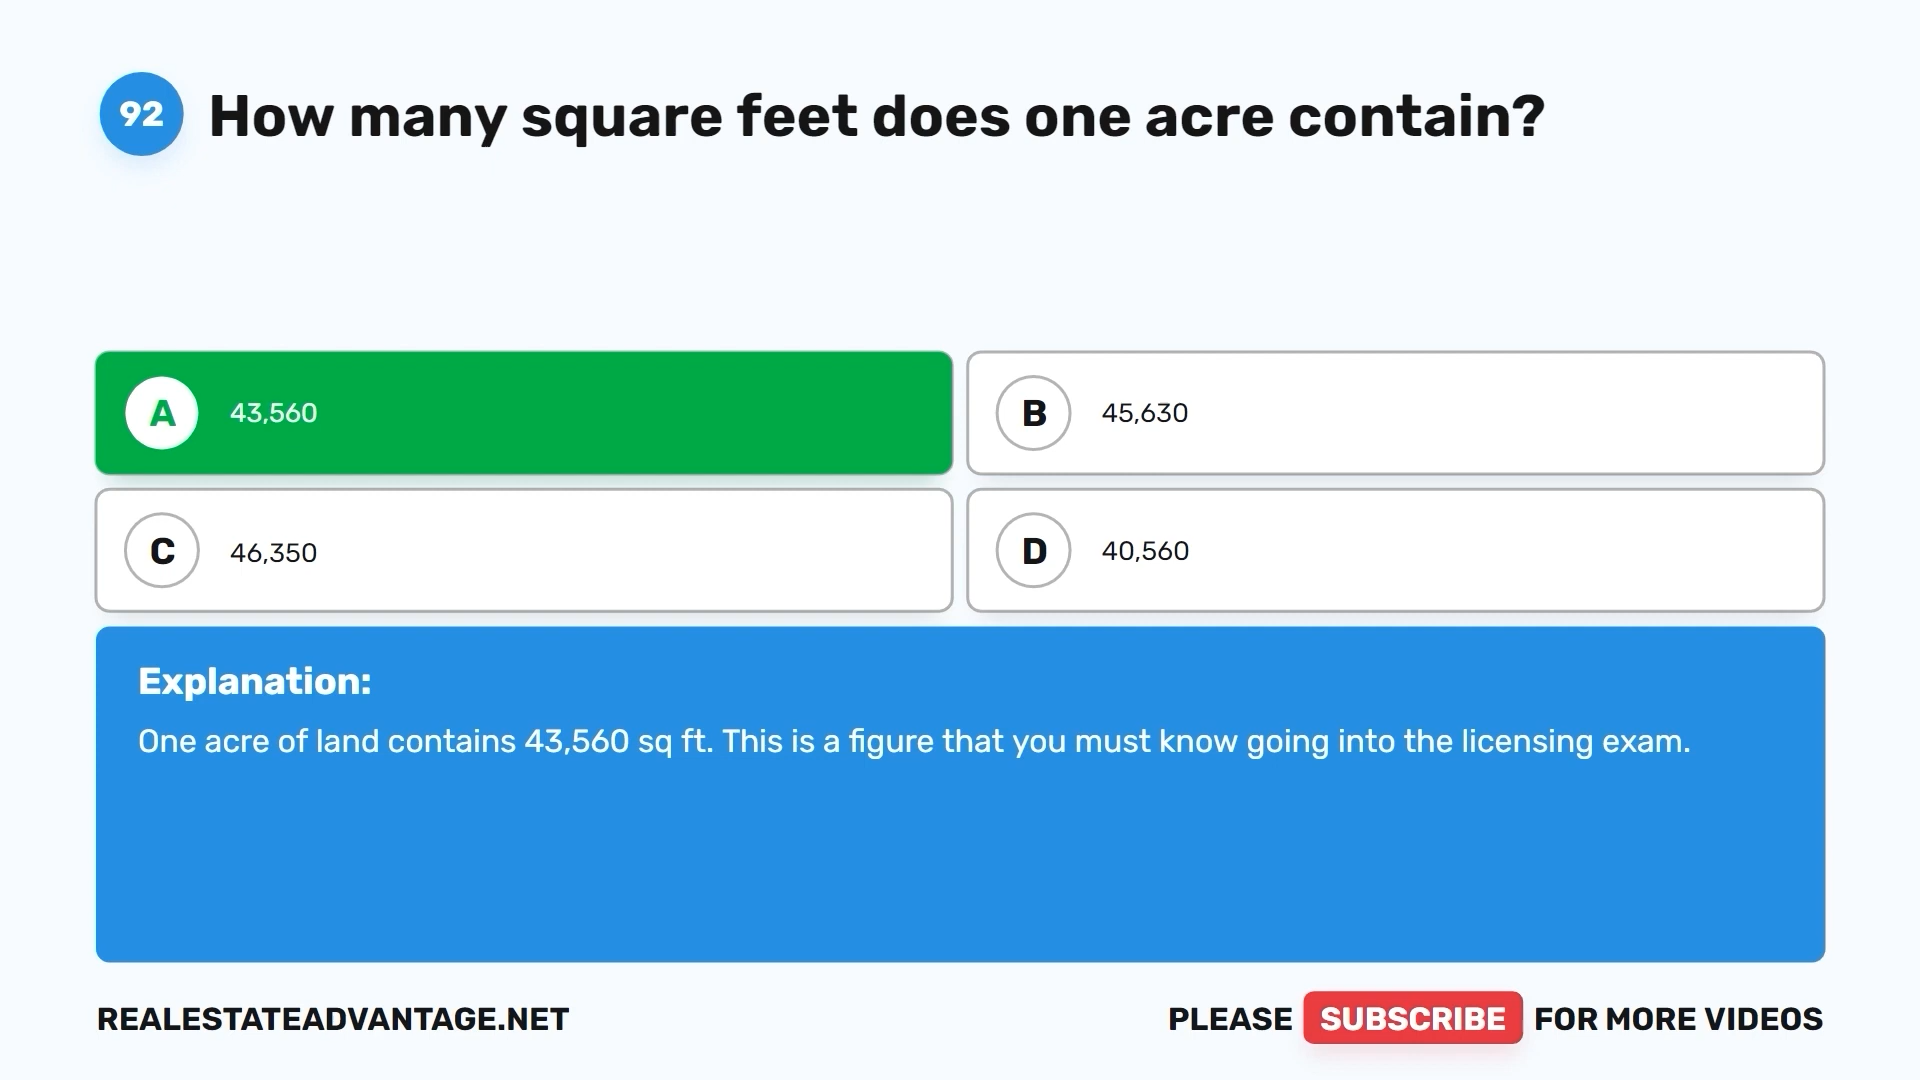 92 How many square feet does one acre contain?
A 43,560
B 45,630
C 46,350
D 40,560
Explanation:
One acre of land contains 43,560 sq ft. This is a figure that you must know going into the licensing exam.
REALESTATEADVANTAGE.NET
PLEASE SUBSCRIBE FOR MORE VIDEOS